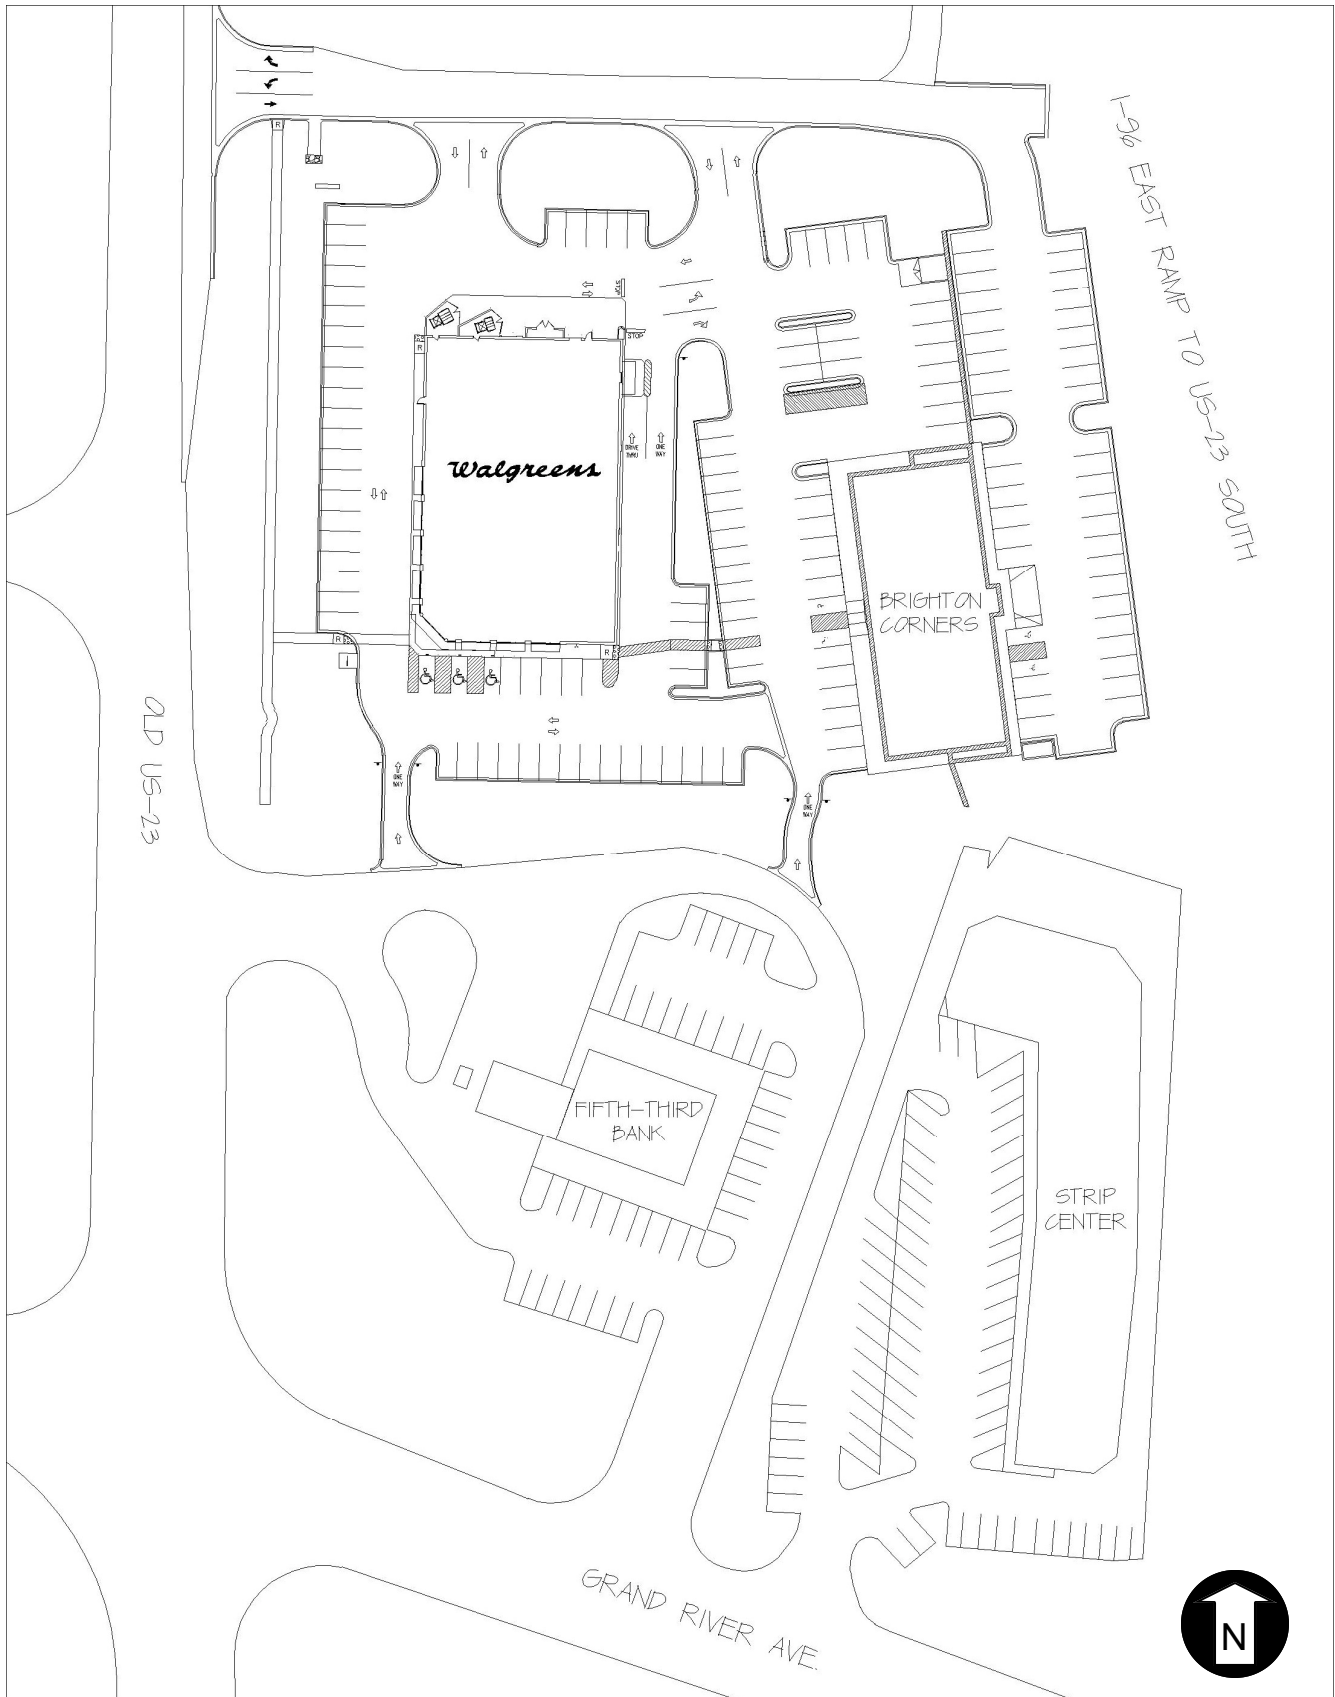 R
I-96 EAST RAMP TO US-23 SOUTH
STOP
STOP
R
DRIVE
THRU
ONE
WAY
Walgreens
BRIGHTON
CORNERS
R
R
OLD US-23
ONE
WAY
ONE
WAY
FIFTH-THIRD
BANK
STRIP
CENTER
GRAND RIVER AVE.
N